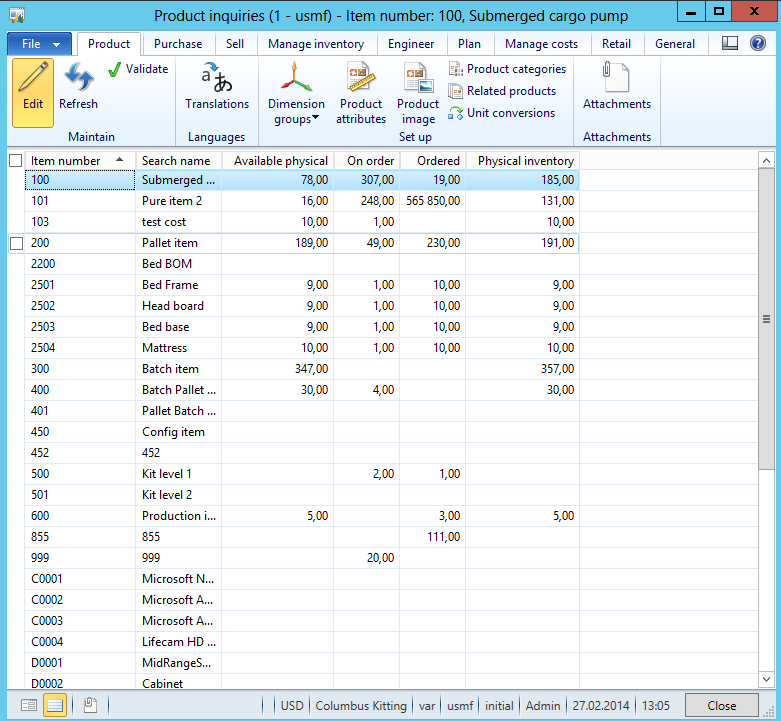 Product inquiries (1 - usmf) - Item number: 100, Submerged cargo pump
File Product Purchase Sell Manage inventory Engineer Plan Manage costs Retail General
Edit Refresh Validate
Maintain
Translations
Languages
Dimension groups Product attributes Product image Product categories
Related products
Unit conversions
Set up
Attachments
Attachments
Item number Search name Available physical On order Ordered Physical inventory
100 Submerged ... 78,00 307,00 19,00 185,00
101 Pure item 2 16,00 248,00 565 850,00 131,00
103 test cost 10,00 1,00 10,00
200 Pallet item 189,00 49,00 230,00 191,00
2200 Bed BOM
2501 Bed Frame 9,00 1,00 10,00 9,00
2502 Head board 9,00 1,00 10,00 9,00
2503 Bed base 9,00 1,00 10,00 9,00
2504 Mattress 10,00 1,00 10,00 10,00
300 Batch item 347,00 357,00
400 Batch Pallet ... 30,00 4,00 30,00
401 Pallet Batch ...
450 Config item
452 452
500 Kit level 1 2,00 1,00
501 Kit level 2
600 Production i... 5,00 3,00 5,00
855 855 111,00
999 999 20,00
C0001 Microsoft N...
C0002 Microsoft A...
C0003 Microsoft A...
C0004 Lifecam HD ...
D0001 MidRangeS...
D0002 Cabinet
USD Columbus Kitting var usmf initial Admin 27.02.2014 13:05 Close